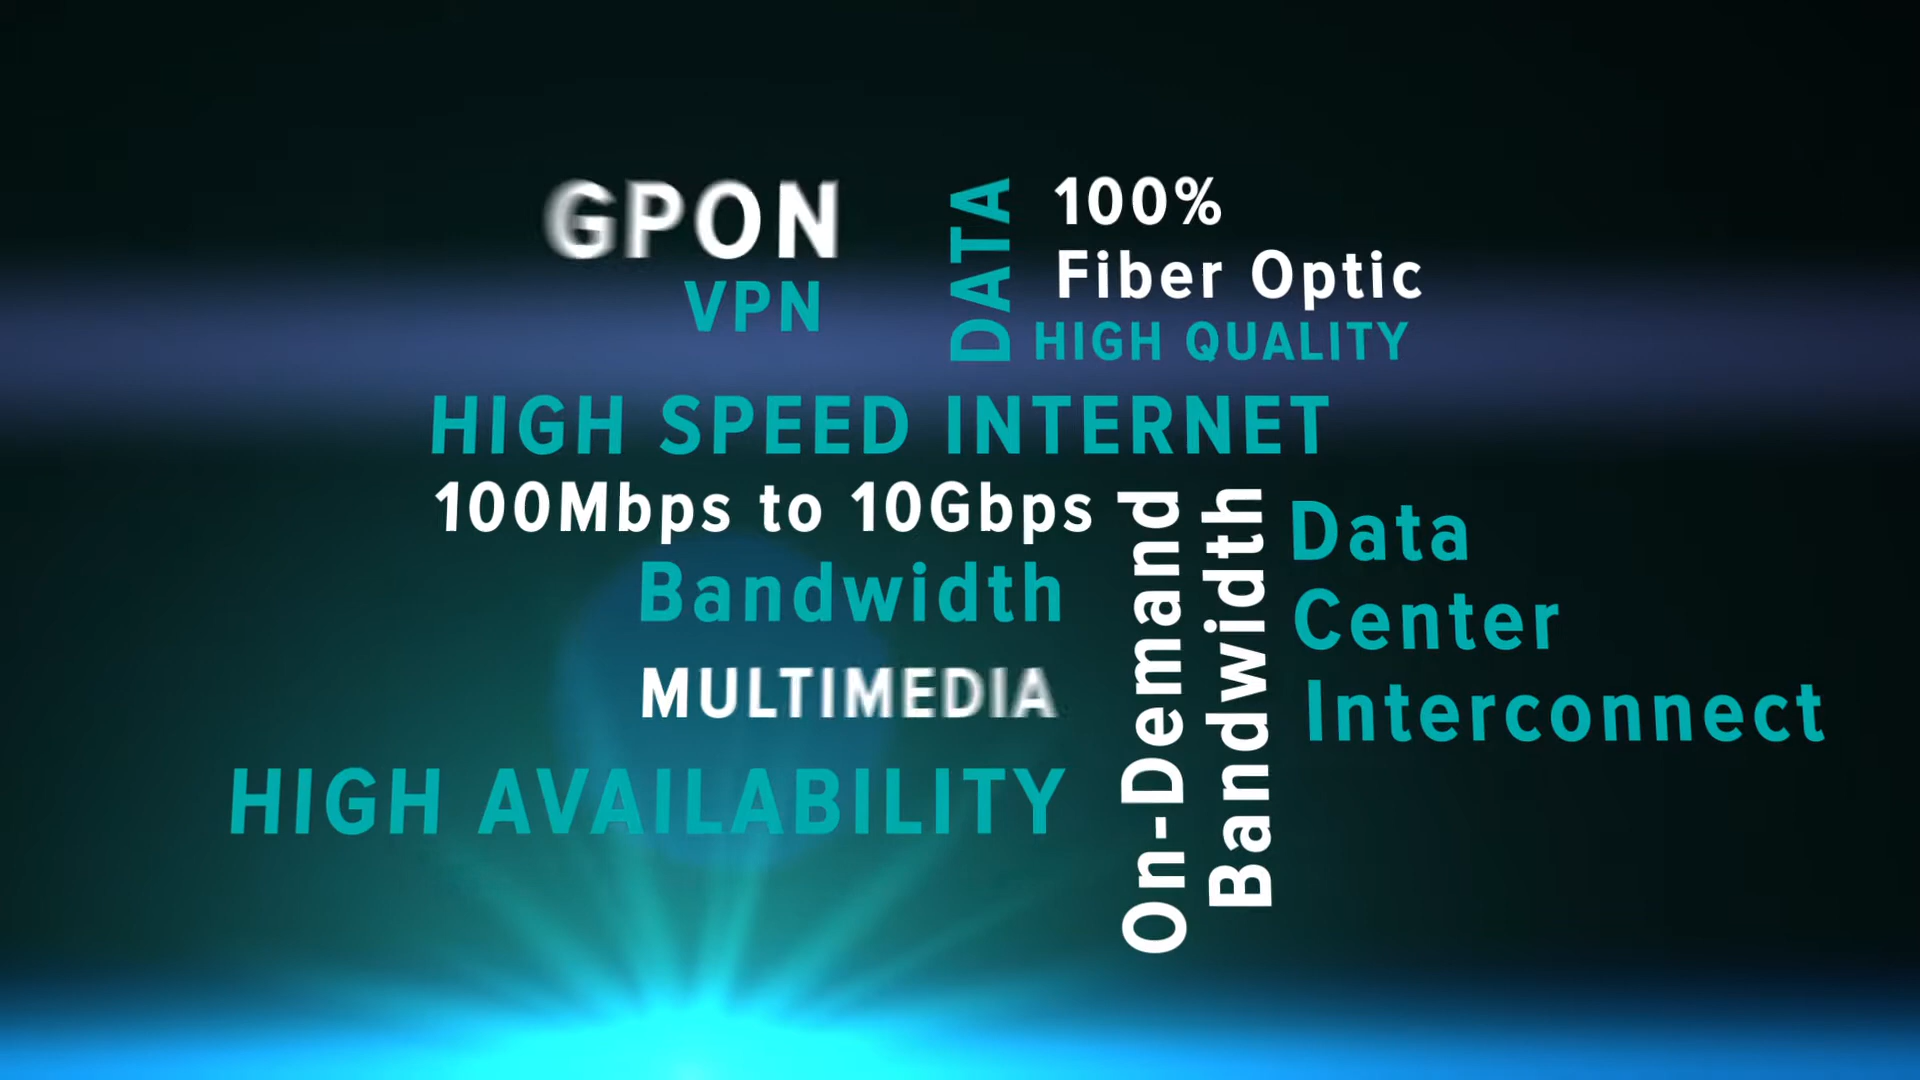 GPON
VPN
DATA
100%
Fiber Optic
HIGH QUALITY
HIGH SPEED INTERNET
100Mbps to 10Gbps
Bandwidth
MULTIMEDIA
HIGH AVAILABILITY
On-Demand
Bandwidth
Data
Center
Interconnect